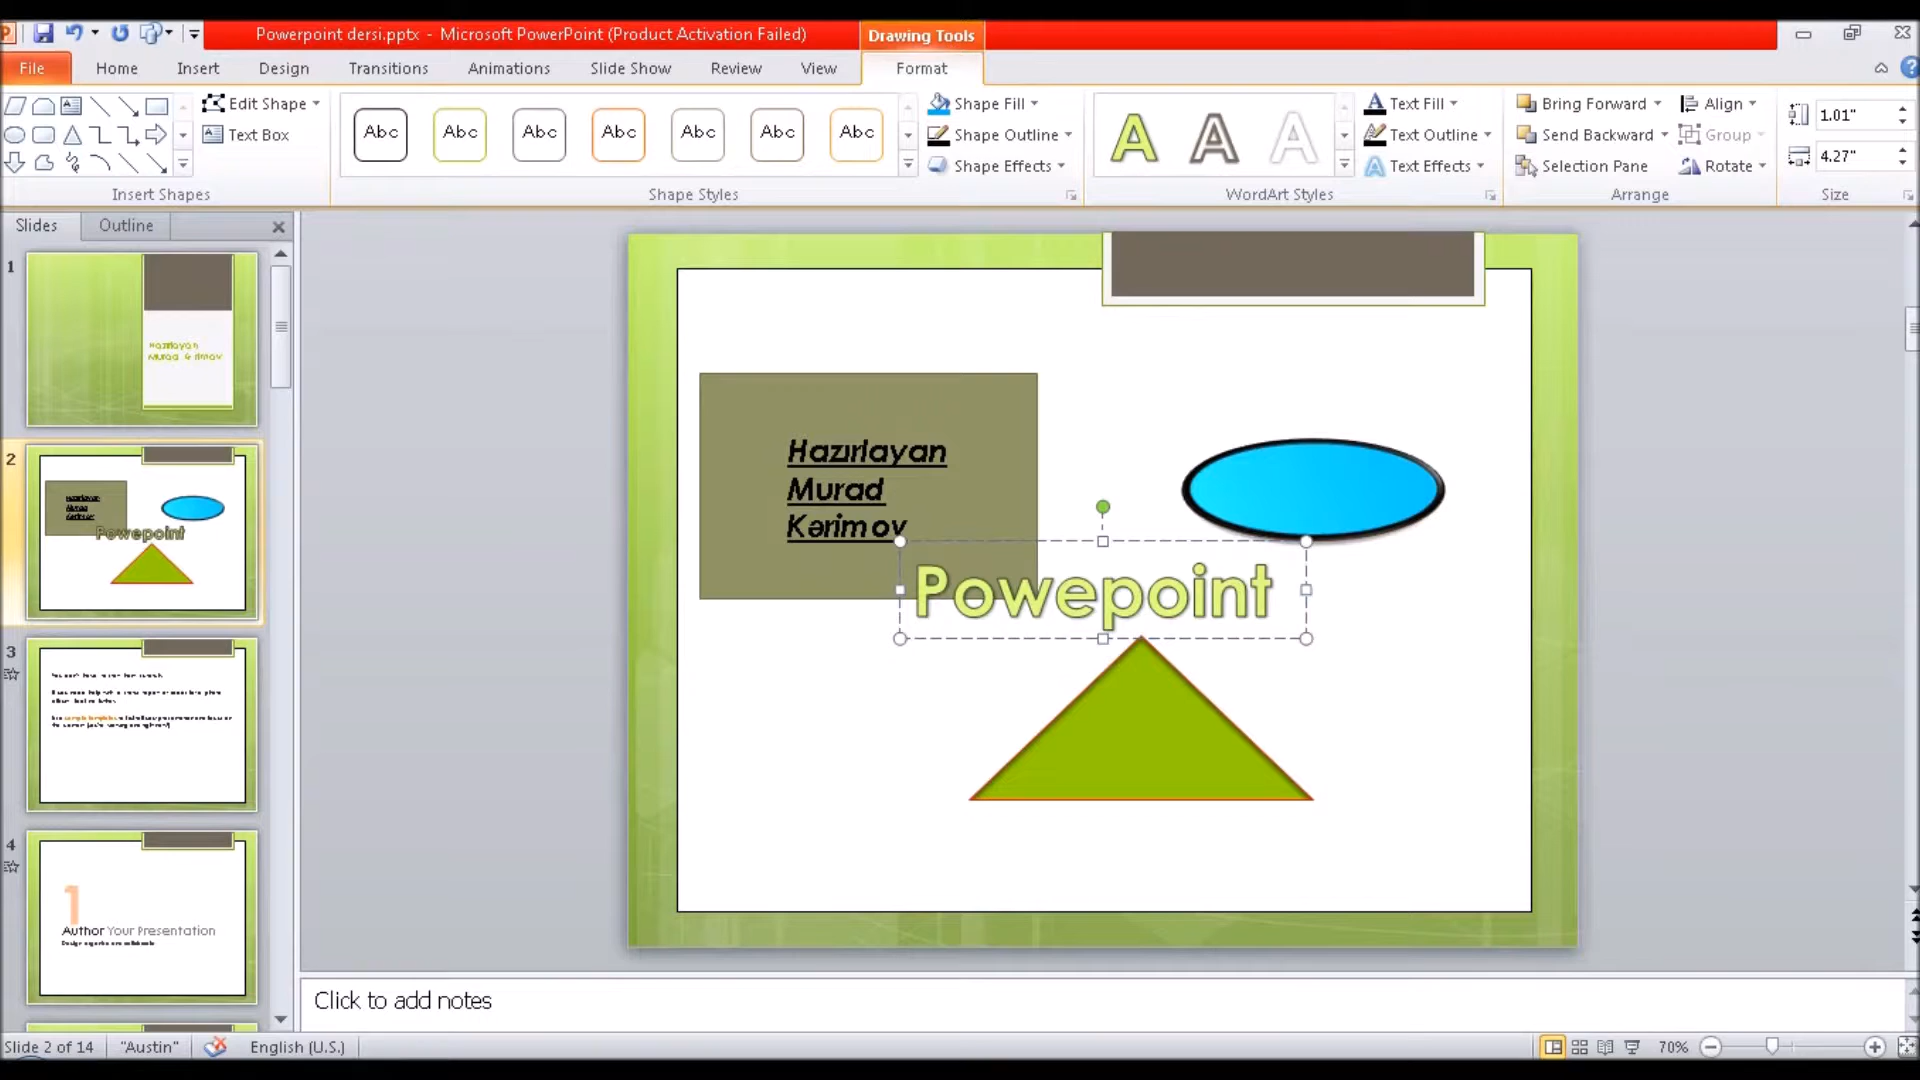 Powerpoint dersi.pptx - Microsoft PowerPoint (Product Activation Failed)
Drawing Tools
File Home Insert Design Transitions Animations Slide Show Review View Format
Edit Shape
Text Box
Insert Shapes
Abc Abc Abc Abc Abc Abc Abc
Shape Fill
Shape Outline
Shape Effects
Shape Styles
A A A
Text Fill
Text Outline
Text Effects
WordArt Styles
Bring Forward
Send Backward
Selection Pane
Align
Group
Rotate
Arrange
1.01"
4.27"
Size
Slides Outline
1
Hazırlayan
Murad
2
Powepoint
3
4
1
Author Your Presentation
Hazırlayan
Murad
Kərimov
Powepoint
Click to add notes
Slide 2 of 14 "Austin" English (U.S.) 70%